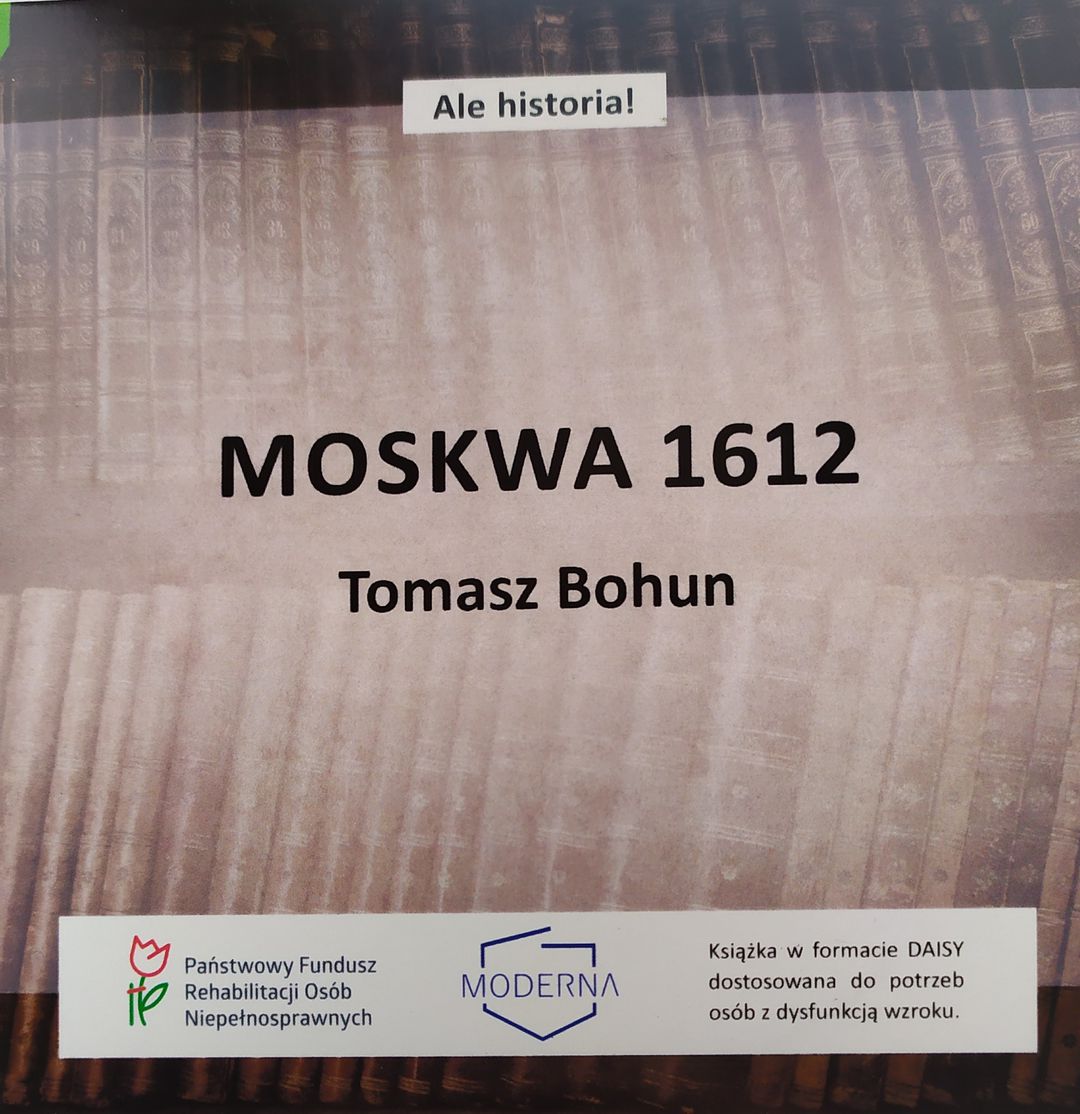 Ale historia!
MOSKWA 1612
Tomasz Bohun
Państwowy Fundusz
Rehabilitacji Osób
Niepełnosprawnych
MODERNA
Książka w formacie DAISY
dostosowana do potrzeb
osób z dysfunkcją wzroku.